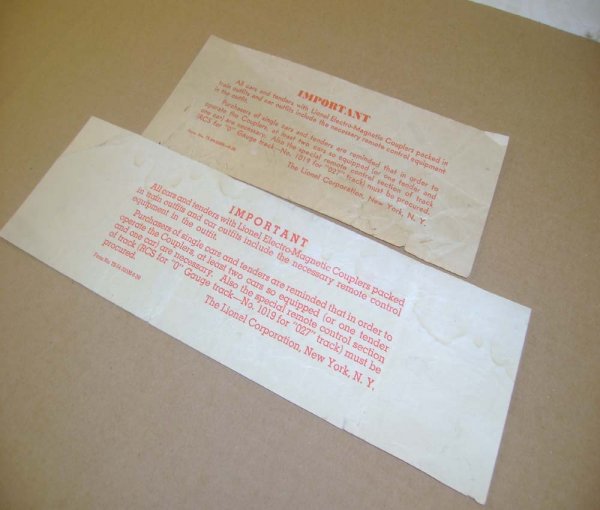 IMPORTANT
All cars and tenders with Lionel Electro-Magnetic Couplers packed in
train outfits and car outfits include the necessary remote control equipment
in the outfit.
Purchasers of single cars and tenders are reminded that in order to
operate the Couplers, at least two cars so equipped (or one tender and
one car) are necessary. Also the special remote control section of track
(RCS for "0" Gauge track—No. 1019 for "027" track) must be procured.
The Lionel Corporation, New York, N. Y.
Form No.
IMPORTANT
All cars and tenders with Lionel Electro-Magnetic Couplers packed
in train outfits and car outfits include the necessary remote control
equipment in the outfit.
Purchasers of single cars and tenders are reminded that in order to
operate the Couplers, at least two cars so equipped (or one tender
and one car) are necessary. Also the special remote control section
of track (RCS for "0" Gauge track—No. 1019 for "027" track) must be
procured.
The Lionel Corporation, New York, N. Y.
Form No.